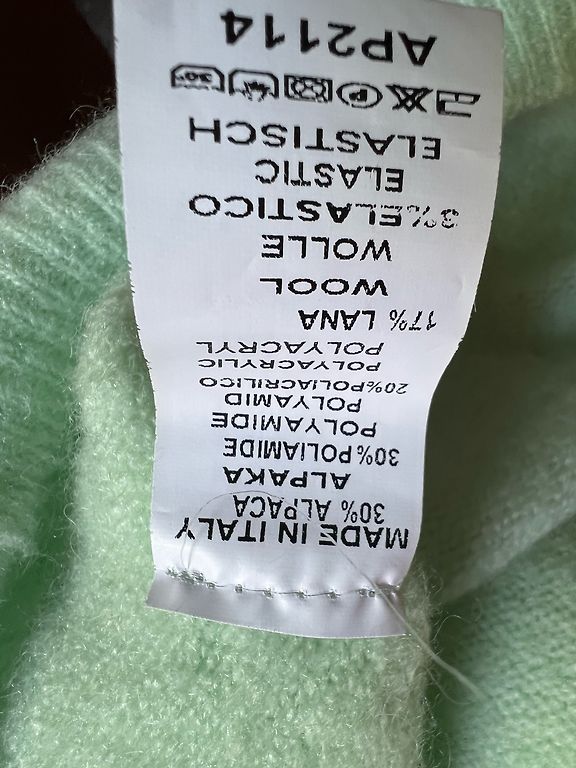 MADE IN ITALY
30% ALPACA
ALPAKA
30%POLIAMIDE
POLYAMIDE
POLYAMID
20%POLIACRILICO
POLYACRYLIC
POLYACRYL
17% LANA
WOOL
WOLLE
3%ELASTICO
ELASTIC
ELASTISCH
P 30°
AP2114